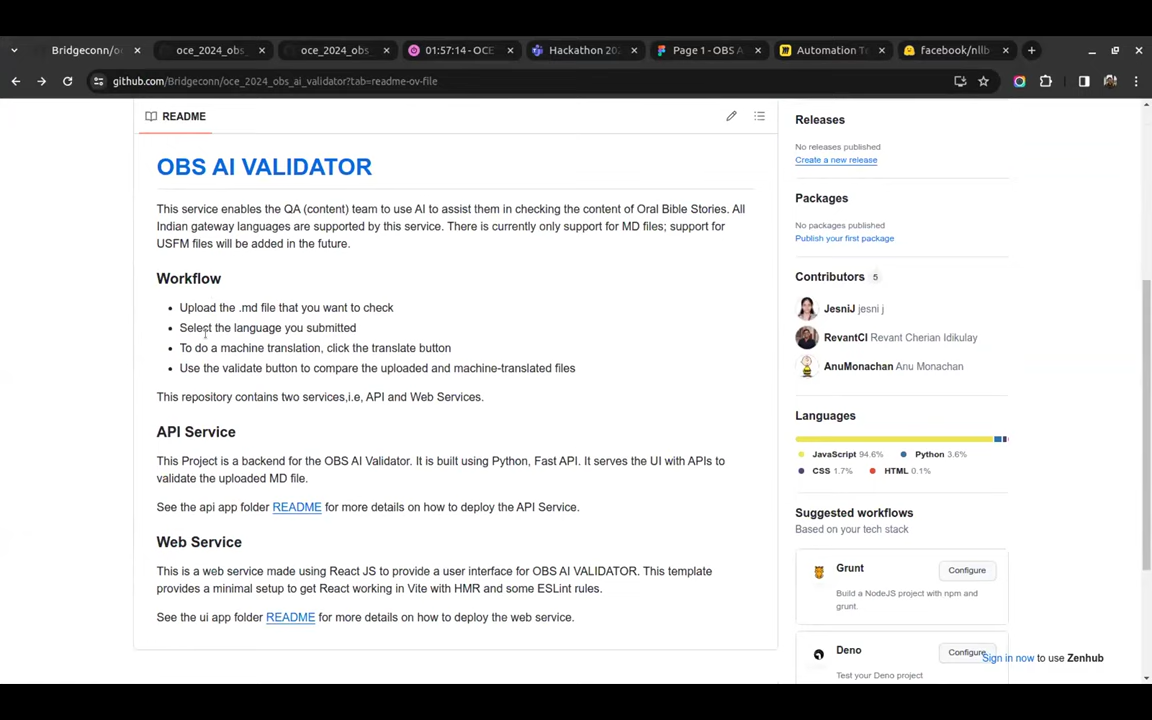 Bridgeconn/o
oce_2024_obs_
oce_2024_obs_
01:57:14 - OCE
Hackathon 202
Page 1 - OBS A
Automation Te
facebook/nllb
github.com/Bridgeconn/oce_2024_obs_ai_validator?tab=readme-ov-file
README
OBS AI VALIDATOR
This service enables the QA (content) team to use AI to assist them in checking the content of Oral Bible Stories. All
Indian gateway languages are supported by this service. There is currently only support for MD files; support for
USFM files will be added in the future.
Workflow
Upload the .md file that you want to check
Select the language you submitted
To do a machine translation, click the translate button
Use the validate button to compare the uploaded and machine-translated files
This repository contains two services,i.e, API and Web Services.
API Service
This Project is a backend for the OBS AI Validator. It is built using Python, Fast API. It serves the UI with APIs to
validate the uploaded MD file.
See the api app folder README for more details on how to deploy the API Service.
Web Service
This is a web service made using React JS to provide a user interface for OBS AI VALIDATOR. This template
provides a minimal setup to get React working in Vite with HMR and some ESLint rules.
See the ui app folder README for more details on how to deploy the web service.
Releases
No releases published
Create a new release
Packages
No packages published
Publish your first package
Contributors 5
JesniJ jesni j
RevantCI Revant Cherian Idikulay
AnuMonachan Anu Monachan
Languages
JavaScript 94.6%
Python 3.6%
CSS 1.7%
HTML 0.1%
Suggested workflows
Based on your tech stack
Grunt
Configure
Build a NodeJS project with npm and
grunt.
Deno
Configure
Test your Deno project
Sign in now to use Zenhub